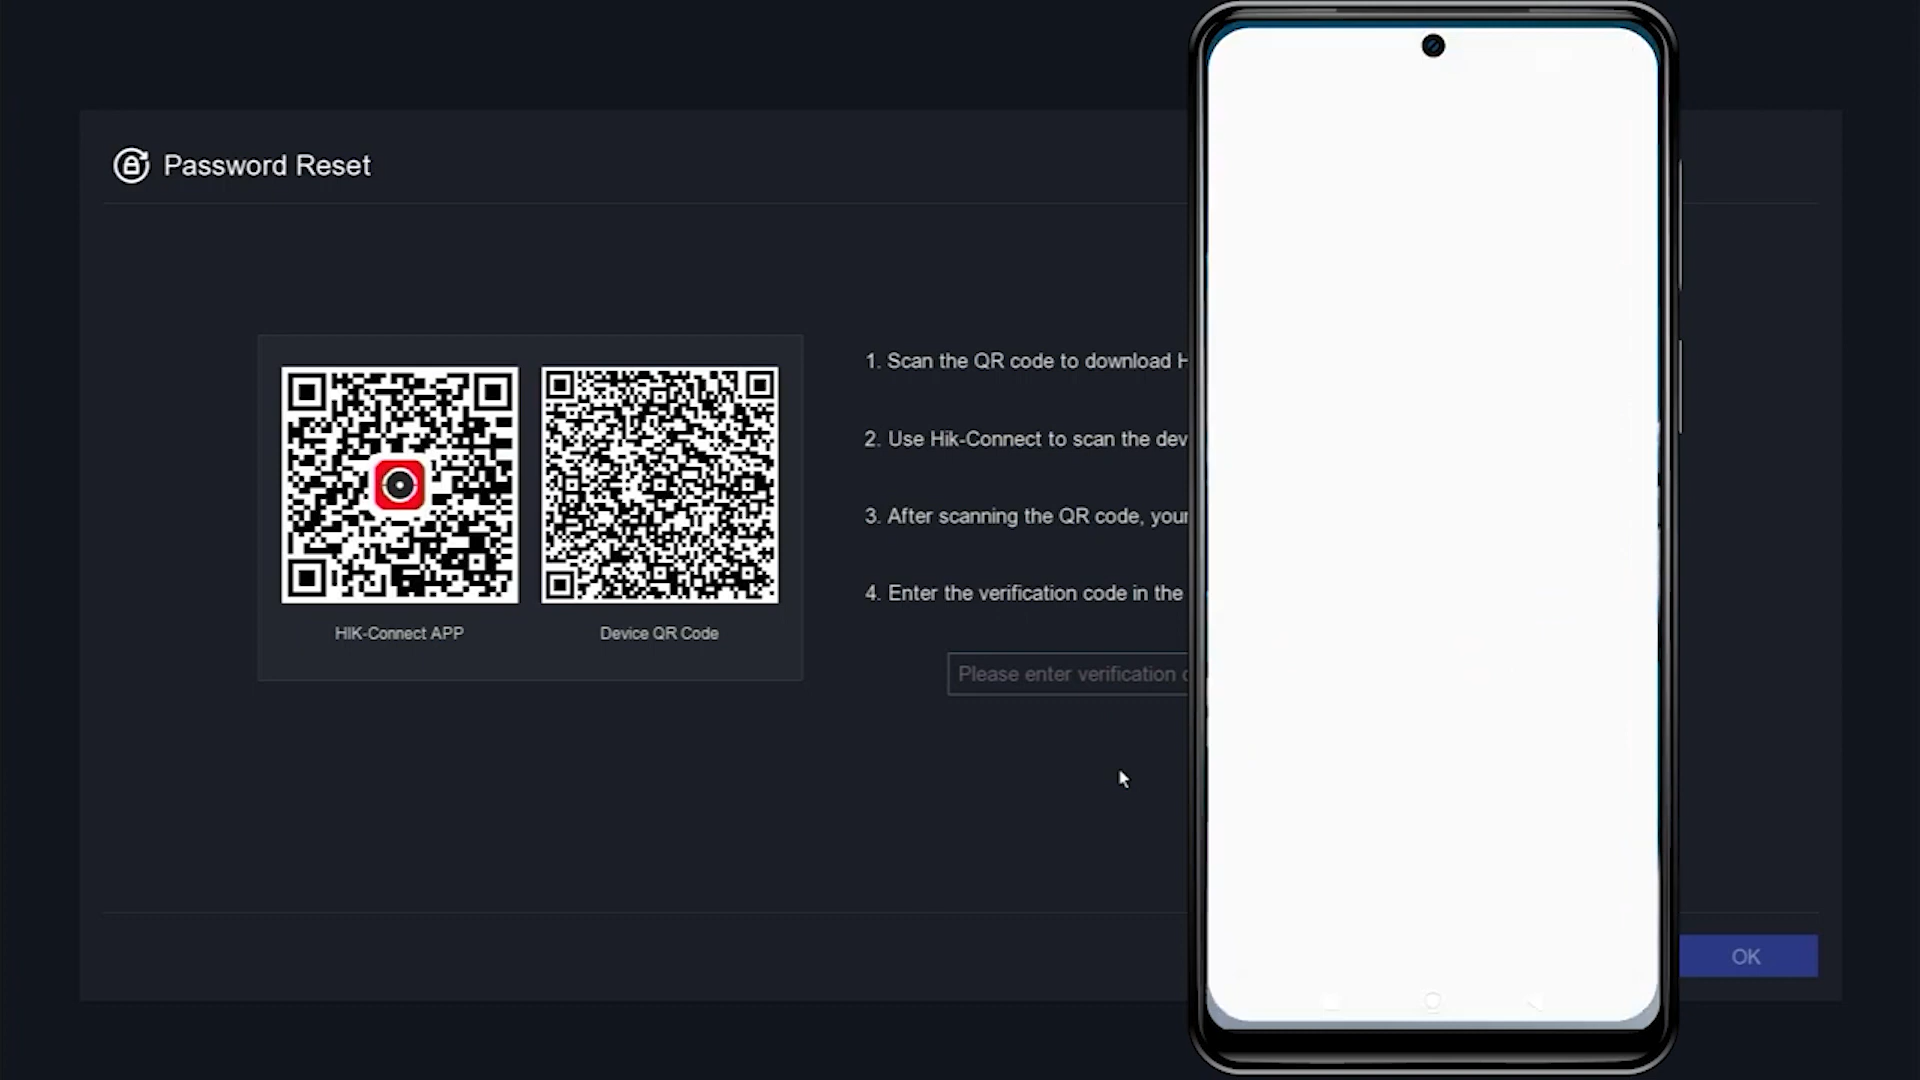 Password Reset
1. Scan the QR code to download H
2. Use Hik-Connect to scan the dev
3. After scanning the QR code, your
4. Enter the verification code in the
Please enter verification c
HIK-Connect APP
Device QR Code
OK